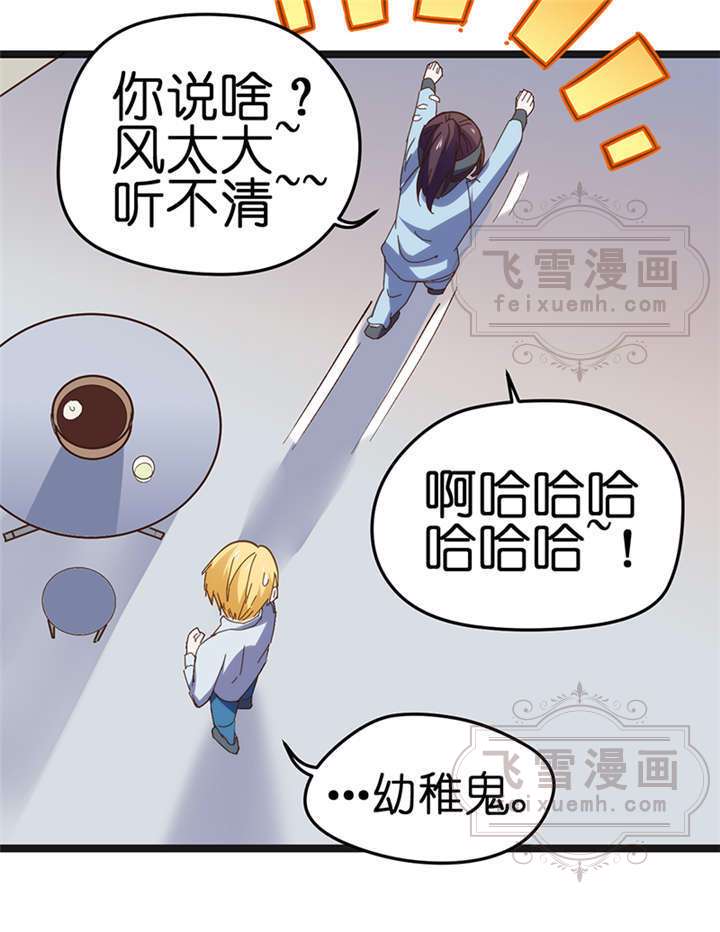 你说啥？
风太大~
听不清~~
飞雪漫画
feixuemh.com
啊哈哈哈
哈哈哈~！
飞雪漫画
feixuemh.com
…幼稚鬼。